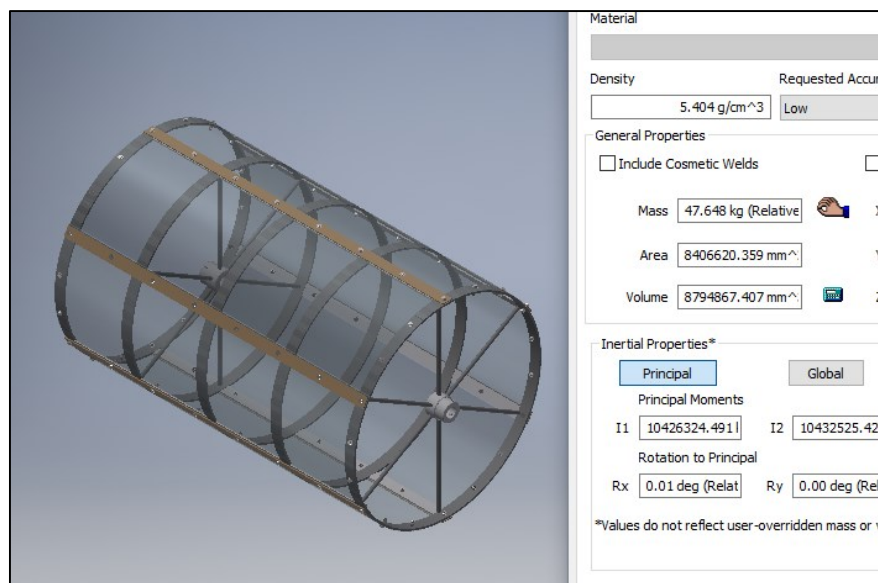 Material
Density Requested Accur
5.404 g/cm^3 Low
General Properties
Include Cosmetic Welds
Mass 47.648 kg (Relative
Area 8406620.359 mm^
Volume 8794867.407 mm^
Inertial Properties*
Principal Global
Principal Moments
I1 10426324.491 I2 10432525.42
Rotation to Principal
Rx 0.01 deg (Relat Ry 0.00 deg (Rel
*Values do not reflect user-overridden mass or